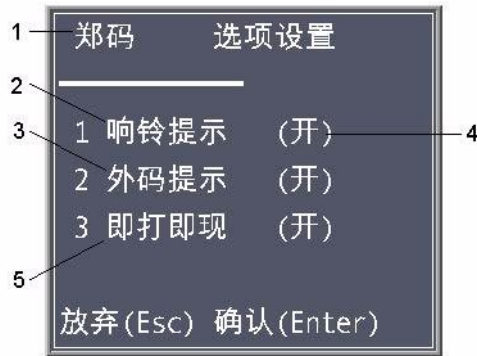 1 郑码 选项设置
2
1 响铃提示 (开) 4
3
2 外码提示 (开)
3 即打即现 (开)
5
放弃(Esc) 确认(Enter)